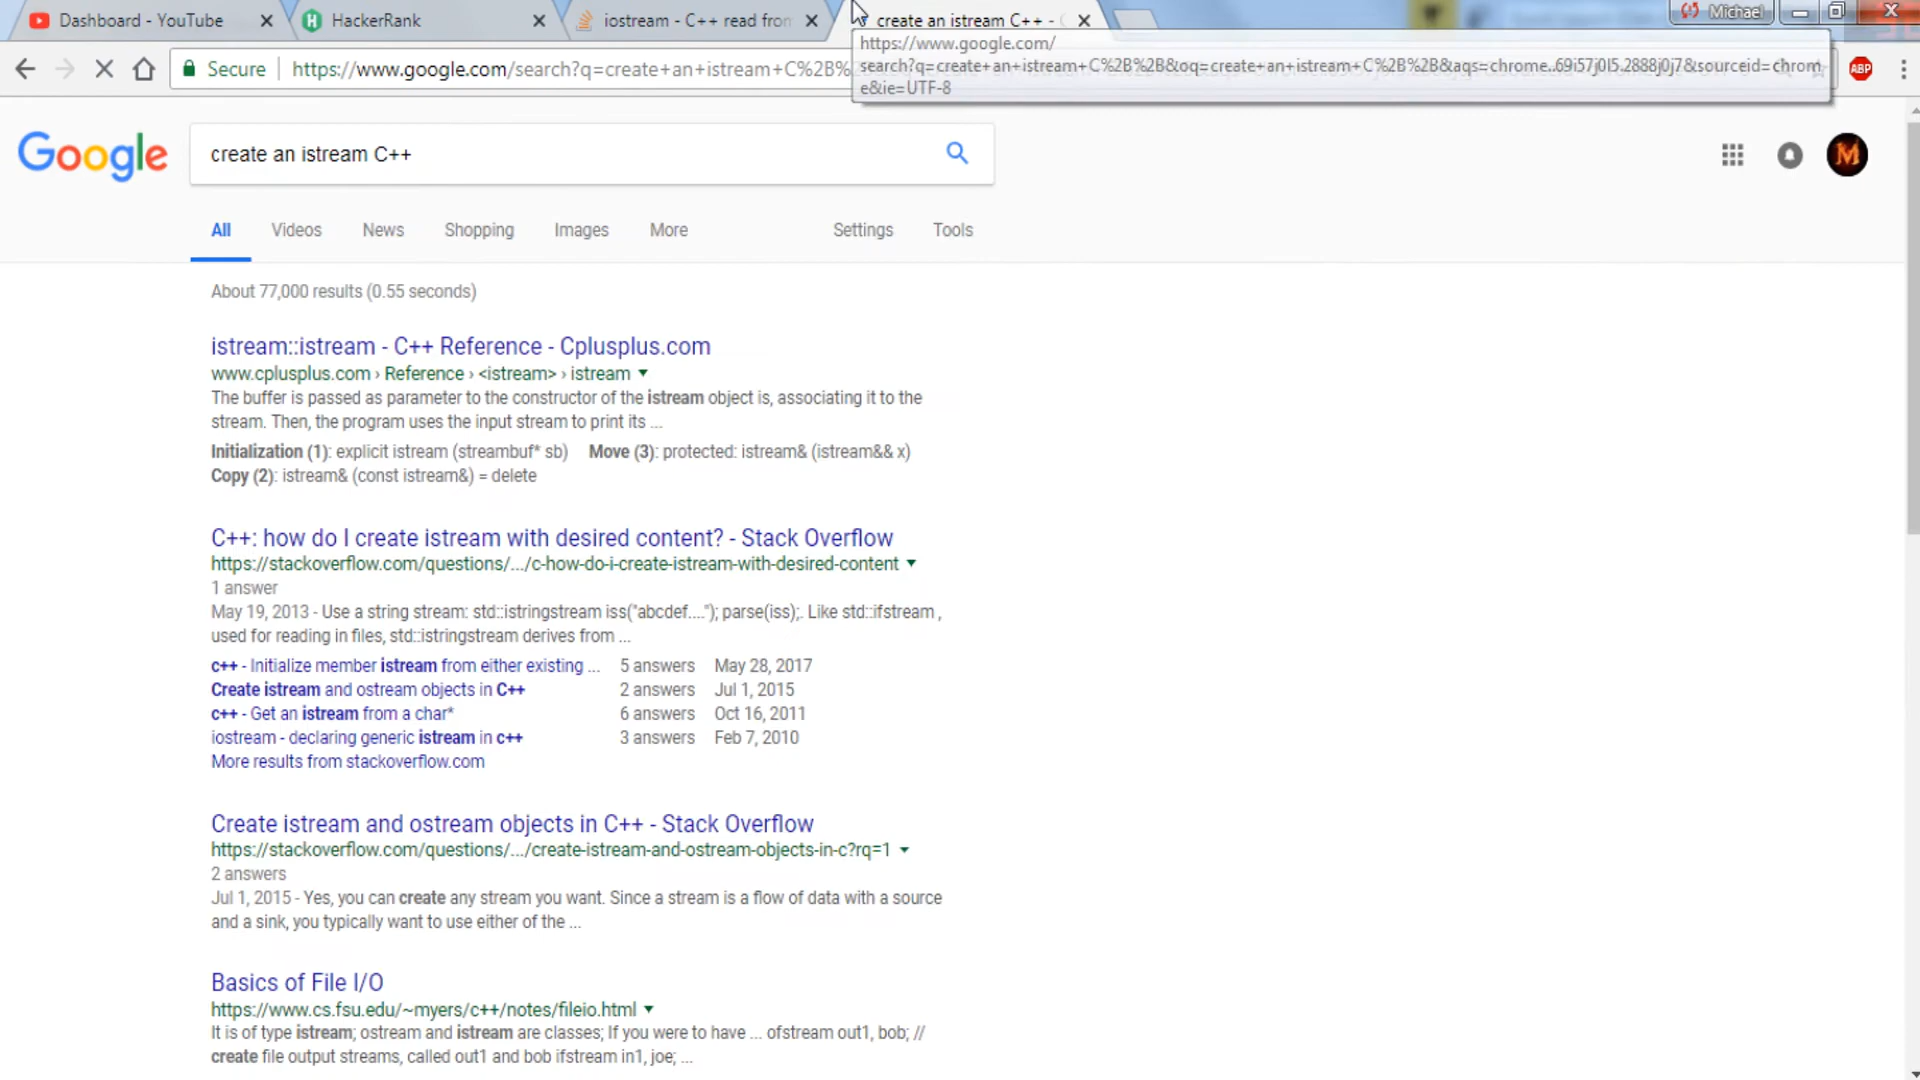 Dashboard - YouTube
HackerRank
iostream - C++ read from
create an istream C++ -
Michael
Secure
https://www.google.com/search?q=create+an+istream+C%2B%
https://www.google.com/
search?q=create+an+istream+C%2B%2B&oq=create+an+istream+C%2B%2B&aqs=chrome..69i57j0l5.2888j0j7&sourceid=chrom
e&ie=UTF-8
ABP
Google
create an istream C++
M
All
Videos
News
Shopping
Images
More
Settings
Tools
About 77,000 results (0.55 seconds)
istream::istream - C++ Reference - Cplusplus.com
www.cplusplus.com › Reference › <istream> › istream
The buffer is passed as parameter to the constructor of the istream object is, associating it to the
stream. Then, the program uses the input stream to print its ...
Initialization (1): explicit istream (streambuf* sb) Move (3): protected: istream& (istream&& x)
Copy (2): istream& (const istream&) = delete
C++: how do I create istream with desired content? - Stack Overflow
https://stackoverflow.com/questions/.../c-how-do-i-create-istream-with-desired-content
1 answer
May 19, 2013 - Use a string stream: std::istringstream iss("abcdef...."); parse(iss);. Like std::ifstream ,
used for reading in files, std::istringstream derives from ...
c++ - Initialize member istream from either existing ... 5 answers May 28, 2017
Create istream and ostream objects in C++ 2 answers Jul 1, 2015
c++ - Get an istream from a char* 6 answers Oct 16, 2011
iostream - declaring generic istream in c++ 3 answers Feb 7, 2010
More results from stackoverflow.com
Create istream and ostream objects in C++ - Stack Overflow
https://stackoverflow.com/questions/.../create-istream-and-ostream-objects-in-c?rq=1
2 answers
Jul 1, 2015 - Yes, you can create any stream you want. Since a stream is a flow of data with a source
and a sink, you typically want to use either of the ...
Basics of File I/O
https://www.cs.fsu.edu/~myers/c++/notes/fileio.html
It is of type istream; ostream and istream are classes; If you were to have ... ofstream out1, bob; //
create file output streams, called out1 and bob ifstream in1, joe; ...